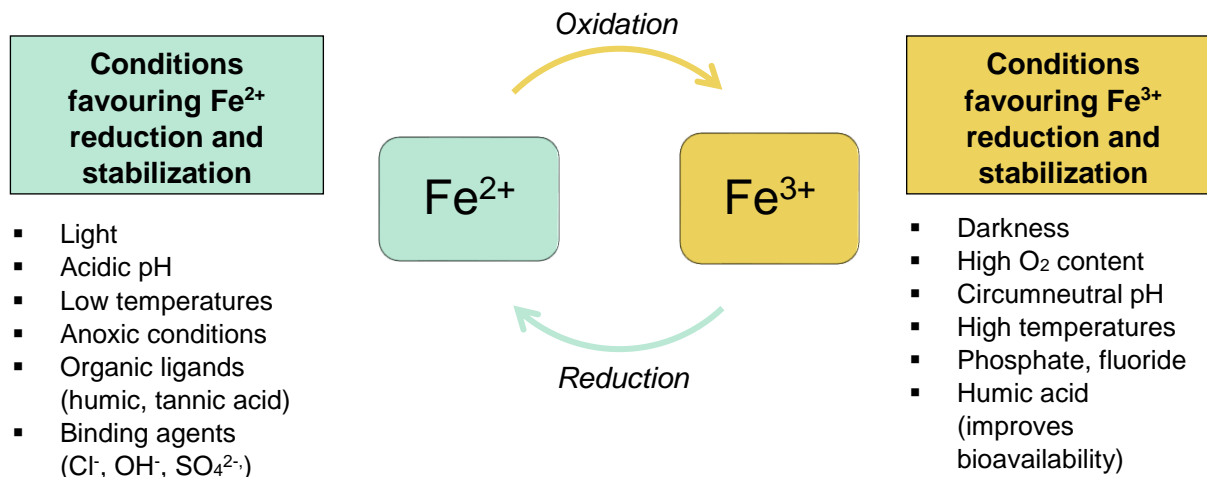 Oxidation
Conditions
favouring Fe²⁺
reduction and
stabilization
Fe²⁺
Fe³⁺
Reduction
▪ Light
▪ Acidic pH
▪ Low temperatures
▪ Anoxic conditions
▪ Organic ligands
(humic, tannic acid)
▪ Binding agents
(Cl⁻, OH⁻, SO₄²⁻,)
Conditions
favouring Fe³⁺
reduction and
stabilization
▪ Darkness
▪ High O₂ content
▪ Circumneutral pH
▪ High temperatures
▪ Phosphate, fluoride
▪ Humic acid
(improves
bioavailability)